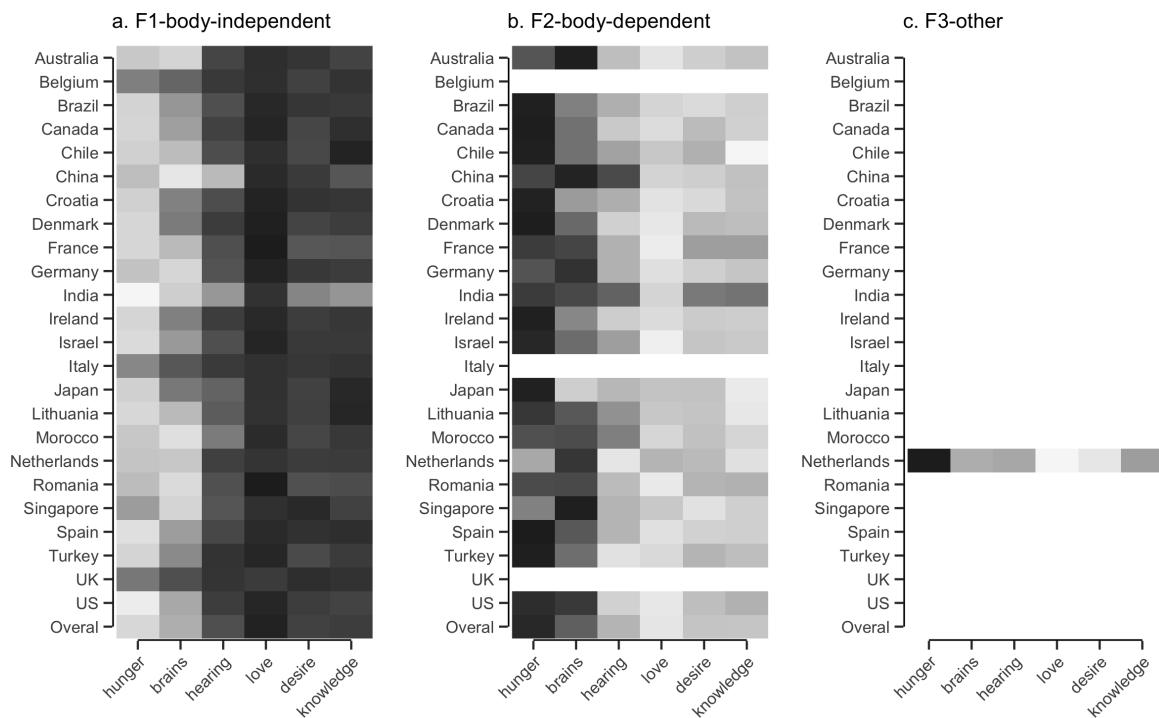 a. F1-body-independent
Australia
Belgium
Brazil
Canada
Chile
China
Croatia
Denmark
France
Germany
India
Ireland
Israel
Italy
Japan
Lithuania
Morocco
Netherlands
Romania
Singapore
Spain
Turkey
UK
US
Overal
hunger
brains
hearing
love
desire
knowledge
b. F2-body-dependent
Australia
Belgium
Brazil
Canada
Chile
China
Croatia
Denmark
France
Germany
India
Ireland
Israel
Italy
Japan
Lithuania
Morocco
Netherlands
Romania
Singapore
Spain
Turkey
UK
US
Overal
hunger
brains
hearing
love
desire
knowledge
c. F3-other
Australia
Belgium
Brazil
Canada
Chile
China
Croatia
Denmark
France
Germany
India
Ireland
Israel
Italy
Japan
Lithuania
Morocco
Netherlands
Romania
Singapore
Spain
Turkey
UK
US
Overal
hunger
brains
hearing
love
desire
knowledge